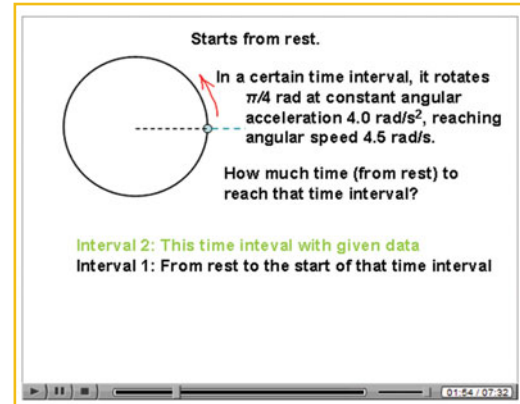 Starts from rest.
In a certain time interval, it rotates
π/4 rad at constant angular
acceleration 4.0 rad/s², reaching
angular speed 4.5 rad/s.
How much time (from rest) to
reach that time interval?
Interval 2: This time inteval with given data
Interval 1: From rest to the start of that time interval
01:54 / 07:32